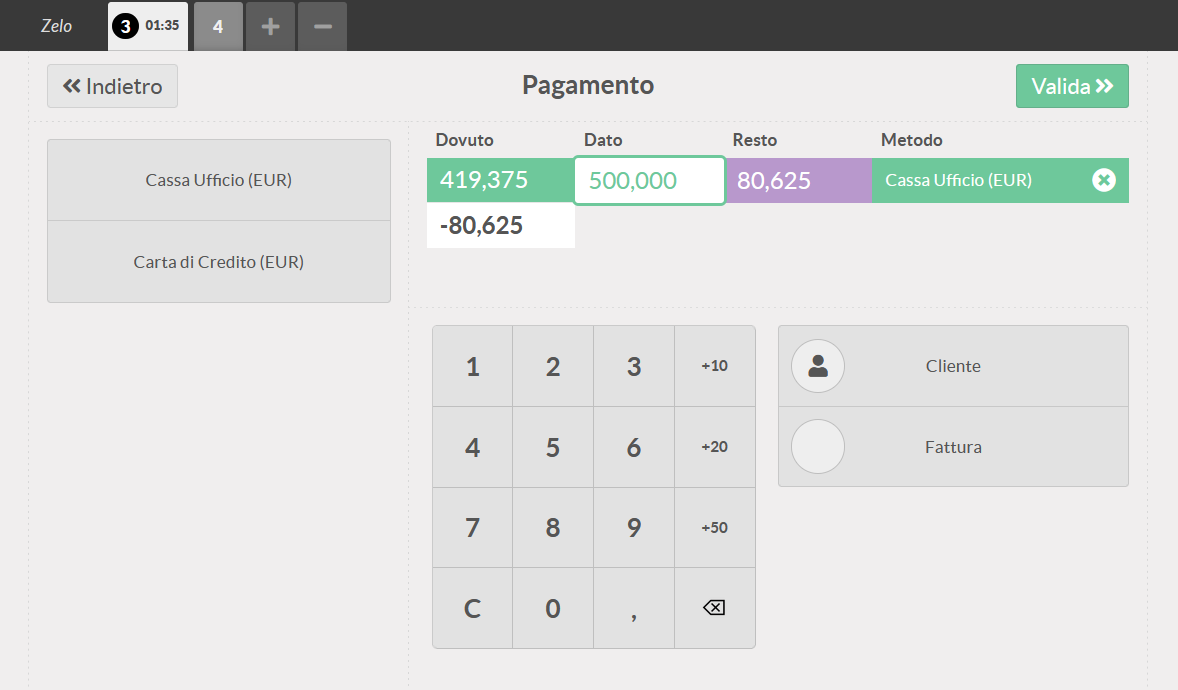 Zelo 3 01:35 4 + −
Indietro Pagamento Valida
Cassa Ufficio (EUR)
Carta di Credito (EUR)
Dovuto Dato Resto Metodo
419,375 500,000 80,625 Cassa Ufficio (EUR)
-80,625
1 2 3 +10
4 5 6 +20
7 8 9 +50
C 0 ,
Cliente
Fattura